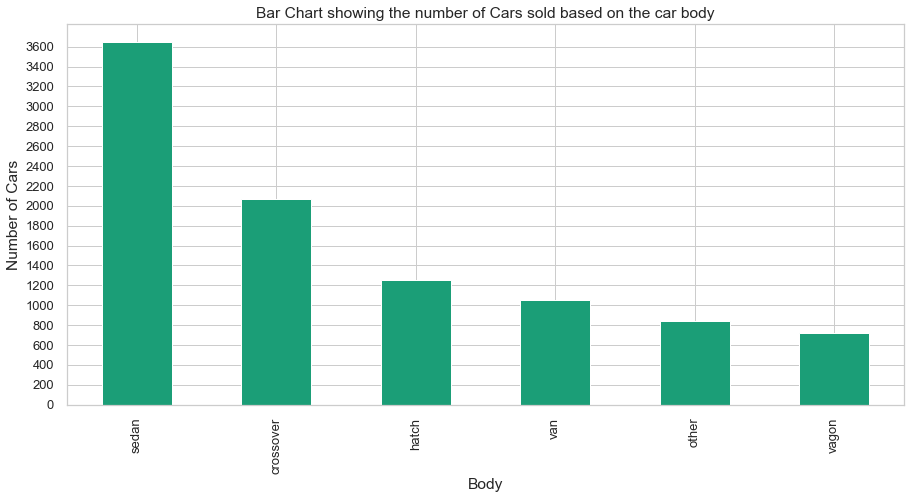 Bar Chart showing the number of Cars sold based on the car body
Number of Cars
3600
3400
3200
3000
2800
2600
2400
2200
2000
1800
1600
1400
1200
1000
800
600
400
200
0
sedan
crossover
hatch
van
other
vagon
Body